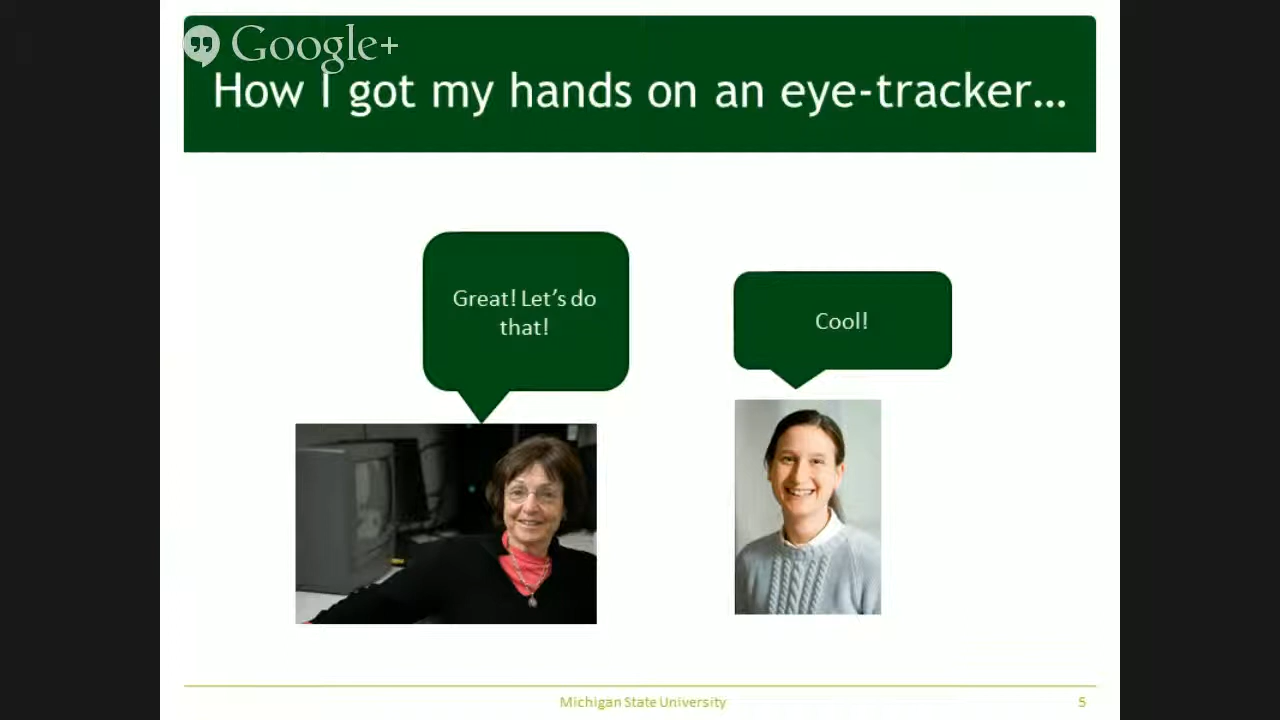 Google+
How I got my hands on an eye-tracker…
Great! Let's do
that!
Cool!
Michigan State University
5